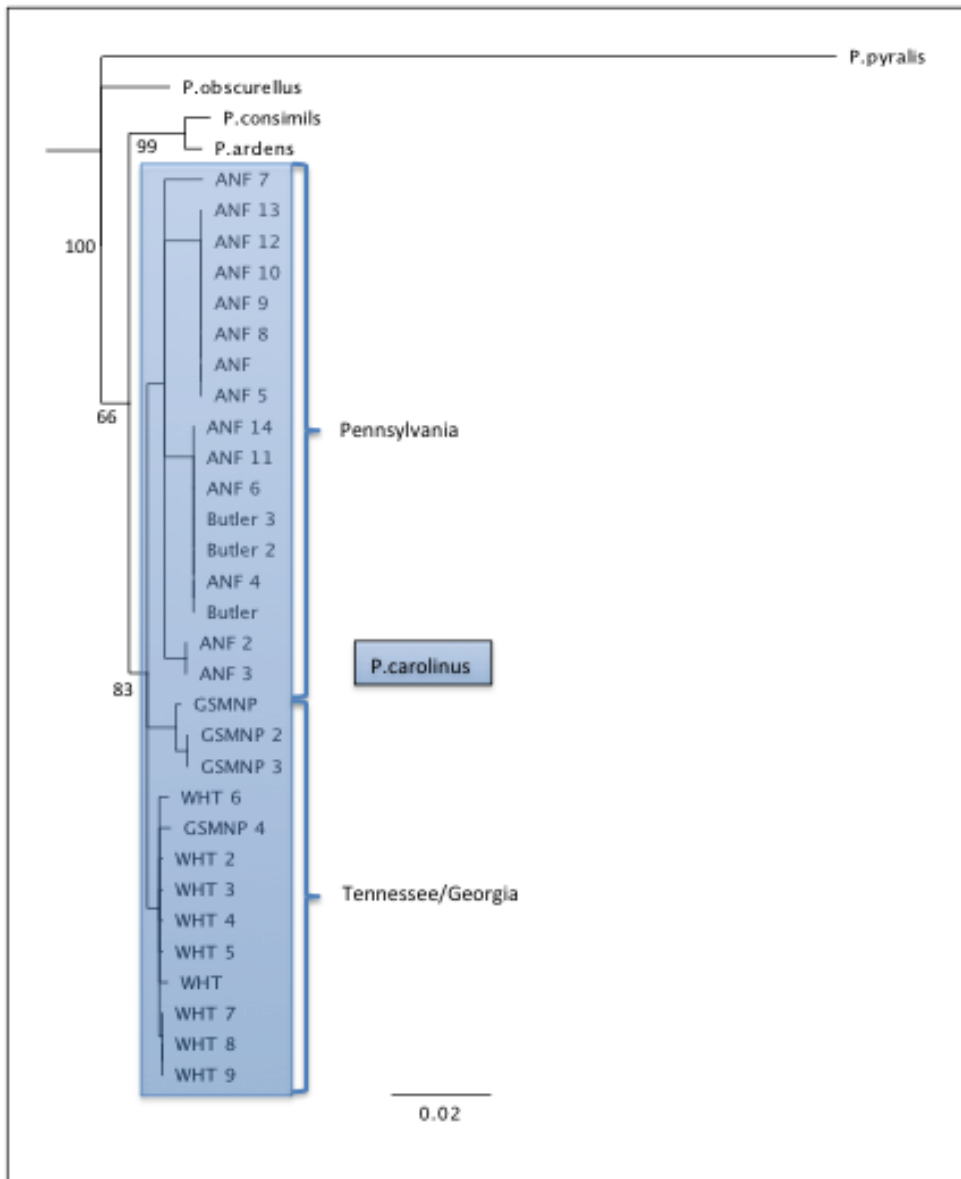 P.pyralis
P.obscurellus
P.consimils
99
P.ardens
ANF 7
ANF 13
ANF 12
100
ANF 10
ANF 9
ANF 8
ANF
ANF 5
66
ANF 14
Pennsylvania
ANF 11
ANF 6
Butler 3
Butler 2
ANF 4
Butler
ANF 2
P.carolinus
ANF 3
83
GSMNP
GSMNP 2
GSMNP 3
WHT 6
GSMNP 4
WHT 2
WHT 3
Tennessee/Georgia
WHT 4
WHT 5
WHT
WHT 7
WHT 8
WHT 9
0.02